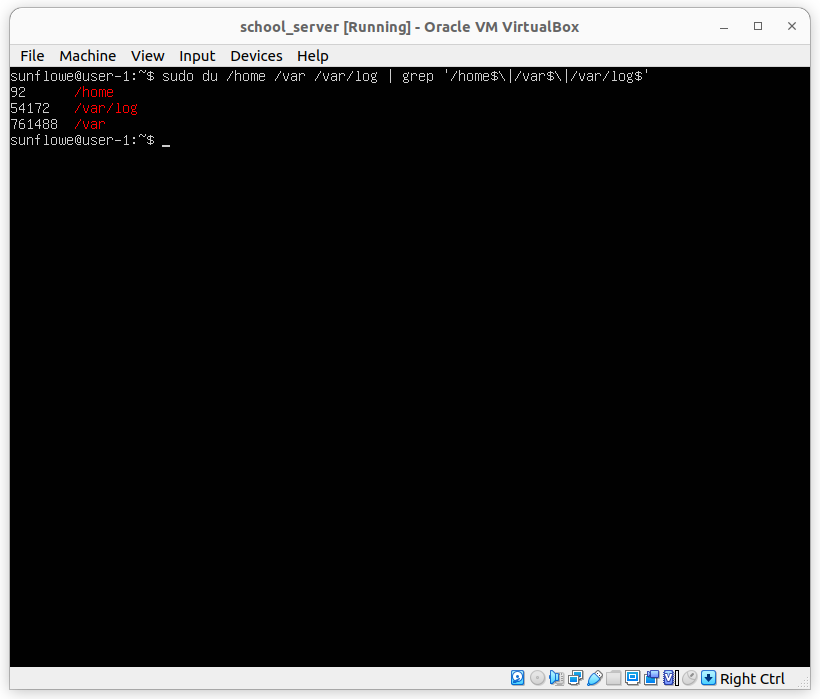 school_server [Running] - Oracle VM VirtualBox
File Machine View Input Devices Help
sunflowe@user-1:~$ sudo du /home /var /var/log | grep '/home$\|/var$\|/var/log$'
92 /home
54172 /var/log
761488 /var
sunflowe@user-1:~$ _
Right Ctrl